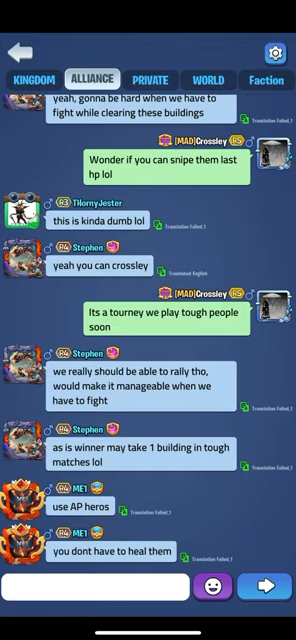 KINGDOM
ALLIANCE
PRIVATE
WORLD
Faction
yeah, gonna be hard when we have to
fight while clearing these buildings
Translation Failed_1
[MAD]Crossley R5
Wonder if you can snipe them last
hp lol
R3 THornyJester
this is kinda dumb lol
Translation Failed_1
R4 Stephen
yeah you can crossley
Translated English
[MAD]Crossley R5
Its a tourney we play tough people
soon
R4 Stephen
we really should be able to rally tho,
would make it manageable when we
have to fight
Translation Failed_1
R4 Stephen
as is winner may take 1 building in tough
matches lol
Translation Failed_1
R4 ME1
use AP heros
Translation Failed_1
R4 ME1
you dont have to heal them
Translation Failed_1